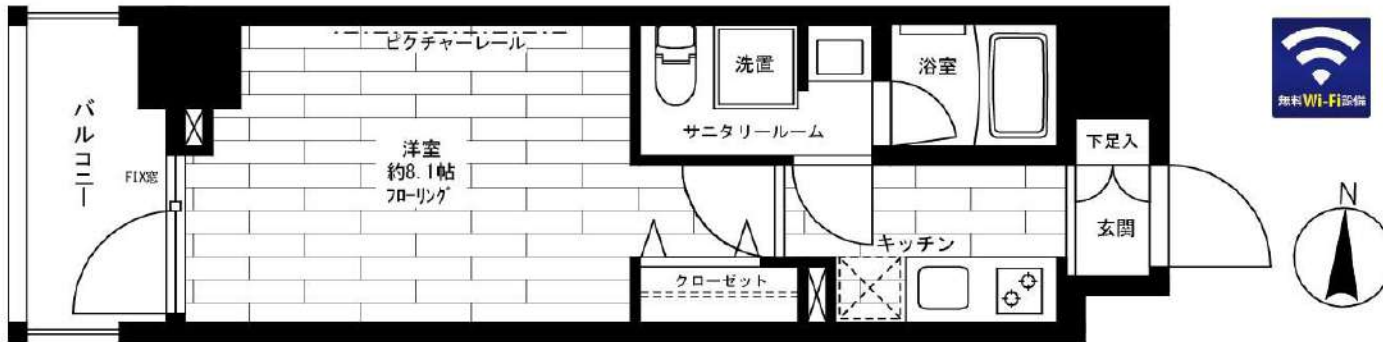 ピクチャーレール
洗置
浴室
無料Wi-Fi設備
バルコニー
サニタリールーム
下足入
洋室
約8.1帖
フローリング
FIX窓
N
玄関
キッチン
クローゼット